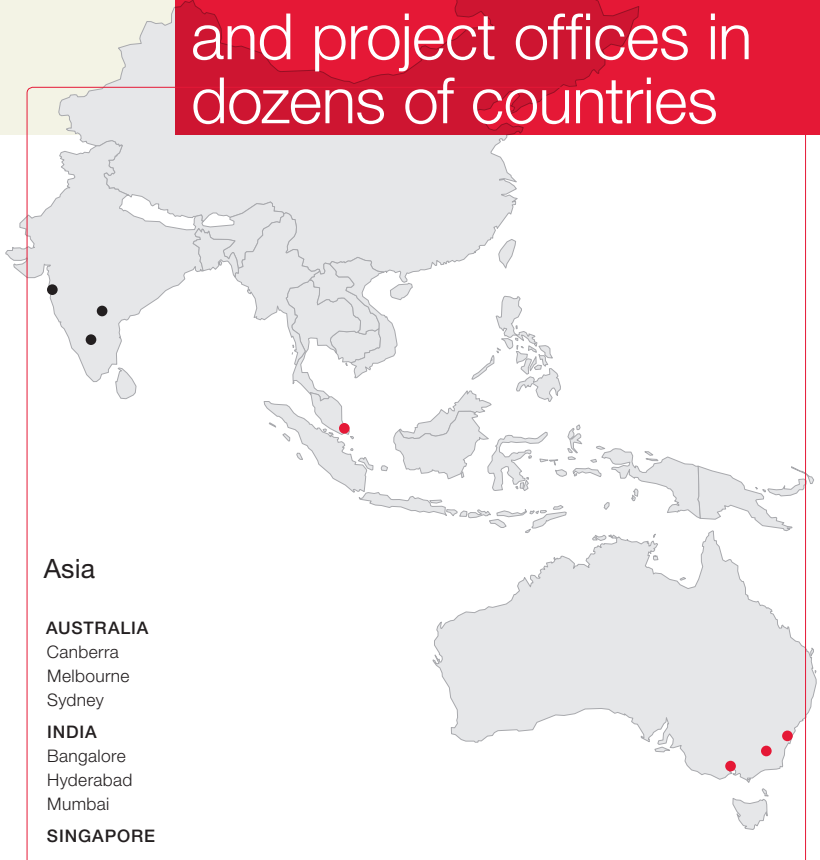 and project offices in
dozens of countries
Asia
AUSTRALIA
Canberra
Melbourne
Sydney
INDIA
Bangalore
Hyderabad
Mumbai
SINGAPORE